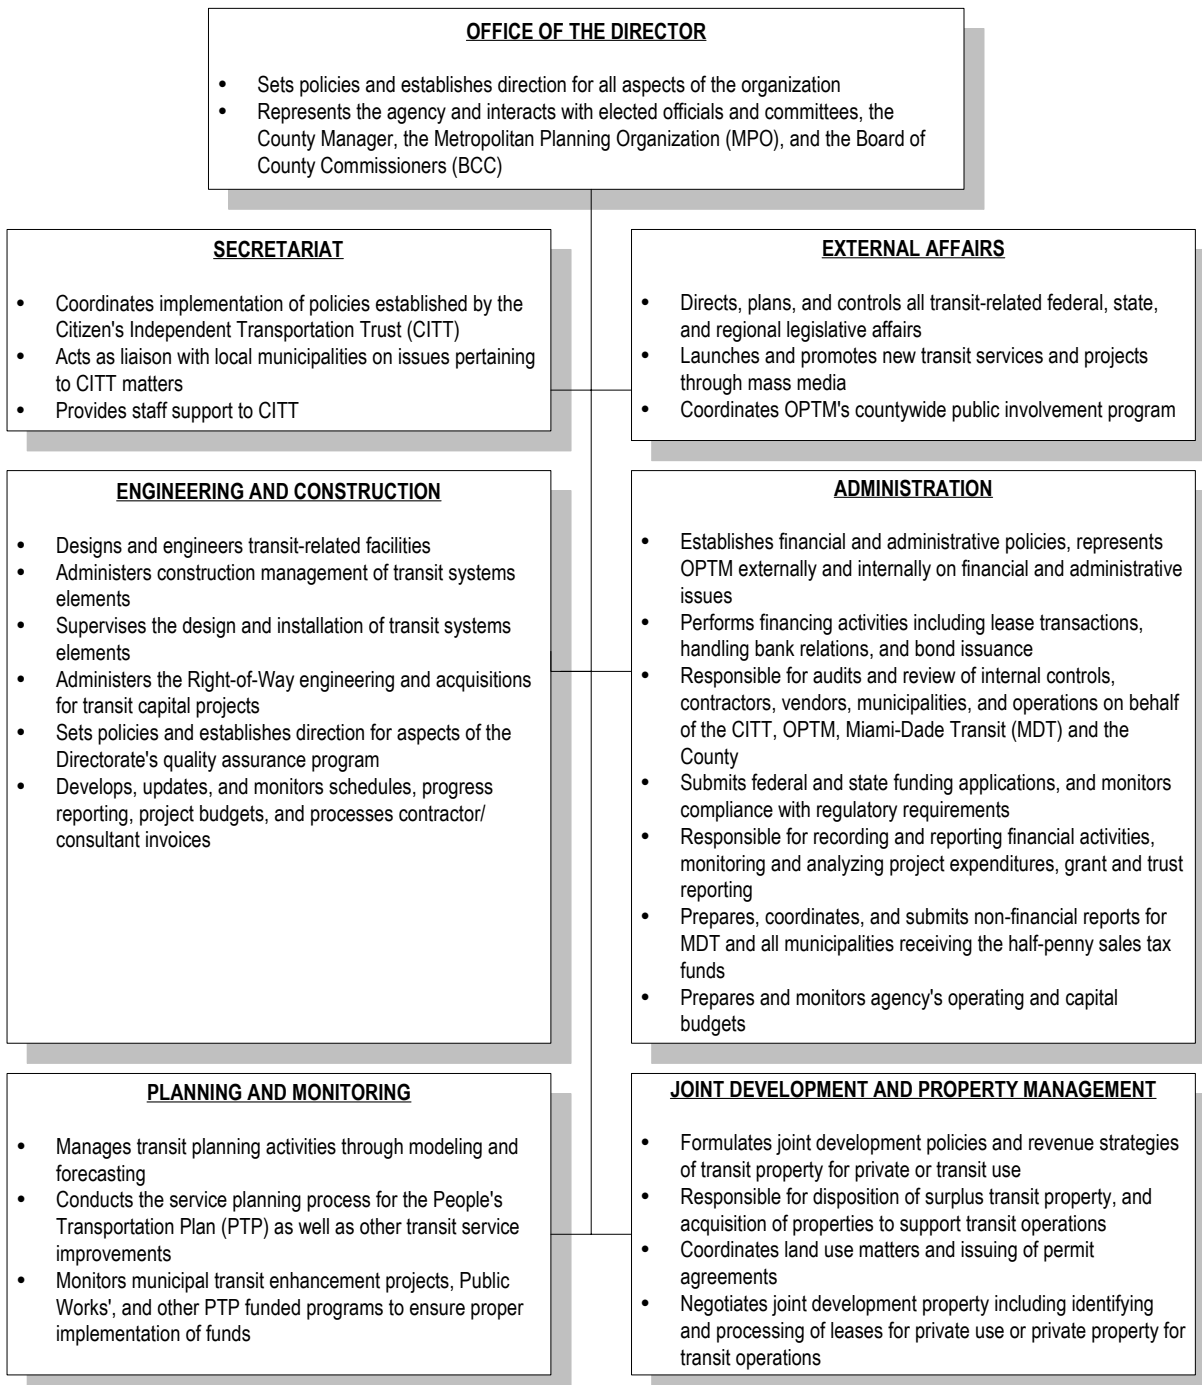 OFFICE OF THE DIRECTOR
• Sets policies and establishes direction for all aspects of the organization
• Represents the agency and interacts with elected officials and committees, the
County Manager, the Metropolitan Planning Organization (MPO), and the Board of
County Commissioners (BCC)
SECRETARIAT
• Coordinates implementation of policies established by the
Citizen's Independent Transportation Trust (CITT)
• Acts as liaison with local municipalities on issues pertaining
to CITT matters
• Provides staff support to CITT
EXTERNAL AFFAIRS
• Directs, plans, and controls all transit-related federal, state,
and regional legislative affairs
• Launches and promotes new transit services and projects
through mass media
• Coordinates OPTM's countywide public involvement program
ENGINEERING AND CONSTRUCTION
• Designs and engineers transit-related facilities
• Administers construction management of transit systems
elements
• Supervises the design and installation of transit systems
elements
• Administers the Right-of-Way engineering and acquisitions
for transit capital projects
• Sets policies and establishes direction for aspects of the
Directorate's quality assurance program
• Develops, updates, and monitors schedules, progress
reporting, project budgets, and processes contractor/
consultant invoices
ADMINISTRATION
• Establishes financial and administrative policies, represents
OPTM externally and internally on financial and administrative
issues
• Performs financing activities including lease transactions,
handling bank relations, and bond issuance
• Responsible for audits and review of internal controls,
contractors, vendors, municipalities, and operations on behalf
of the CITT, OPTM, Miami-Dade Transit (MDT) and the
County
• Submits federal and state funding applications, and monitors
compliance with regulatory requirements
• Responsible for recording and reporting financial activities,
monitoring and analyzing project expenditures, grant and trust
reporting
• Prepares, coordinates, and submits non-financial reports for
MDT and all municipalities receiving the half-penny sales tax
funds
• Prepares and monitors agency's operating and capital
budgets
PLANNING AND MONITORING
• Manages transit planning activities through modeling and
forecasting
• Conducts the service planning process for the People's
Transportation Plan (PTP) as well as other transit service
improvements
• Monitors municipal transit enhancement projects, Public
Works', and other PTP funded programs to ensure proper
implementation of funds
JOINT DEVELOPMENT AND PROPERTY MANAGEMENT
• Formulates joint development policies and revenue strategies
of transit property for private or transit use
• Responsible for disposition of surplus transit property, and
acquisition of properties to support transit operations
• Coordinates land use matters and issuing of permit
agreements
• Negotiates joint development property including identifying
and processing of leases for private use or private property for
transit operations